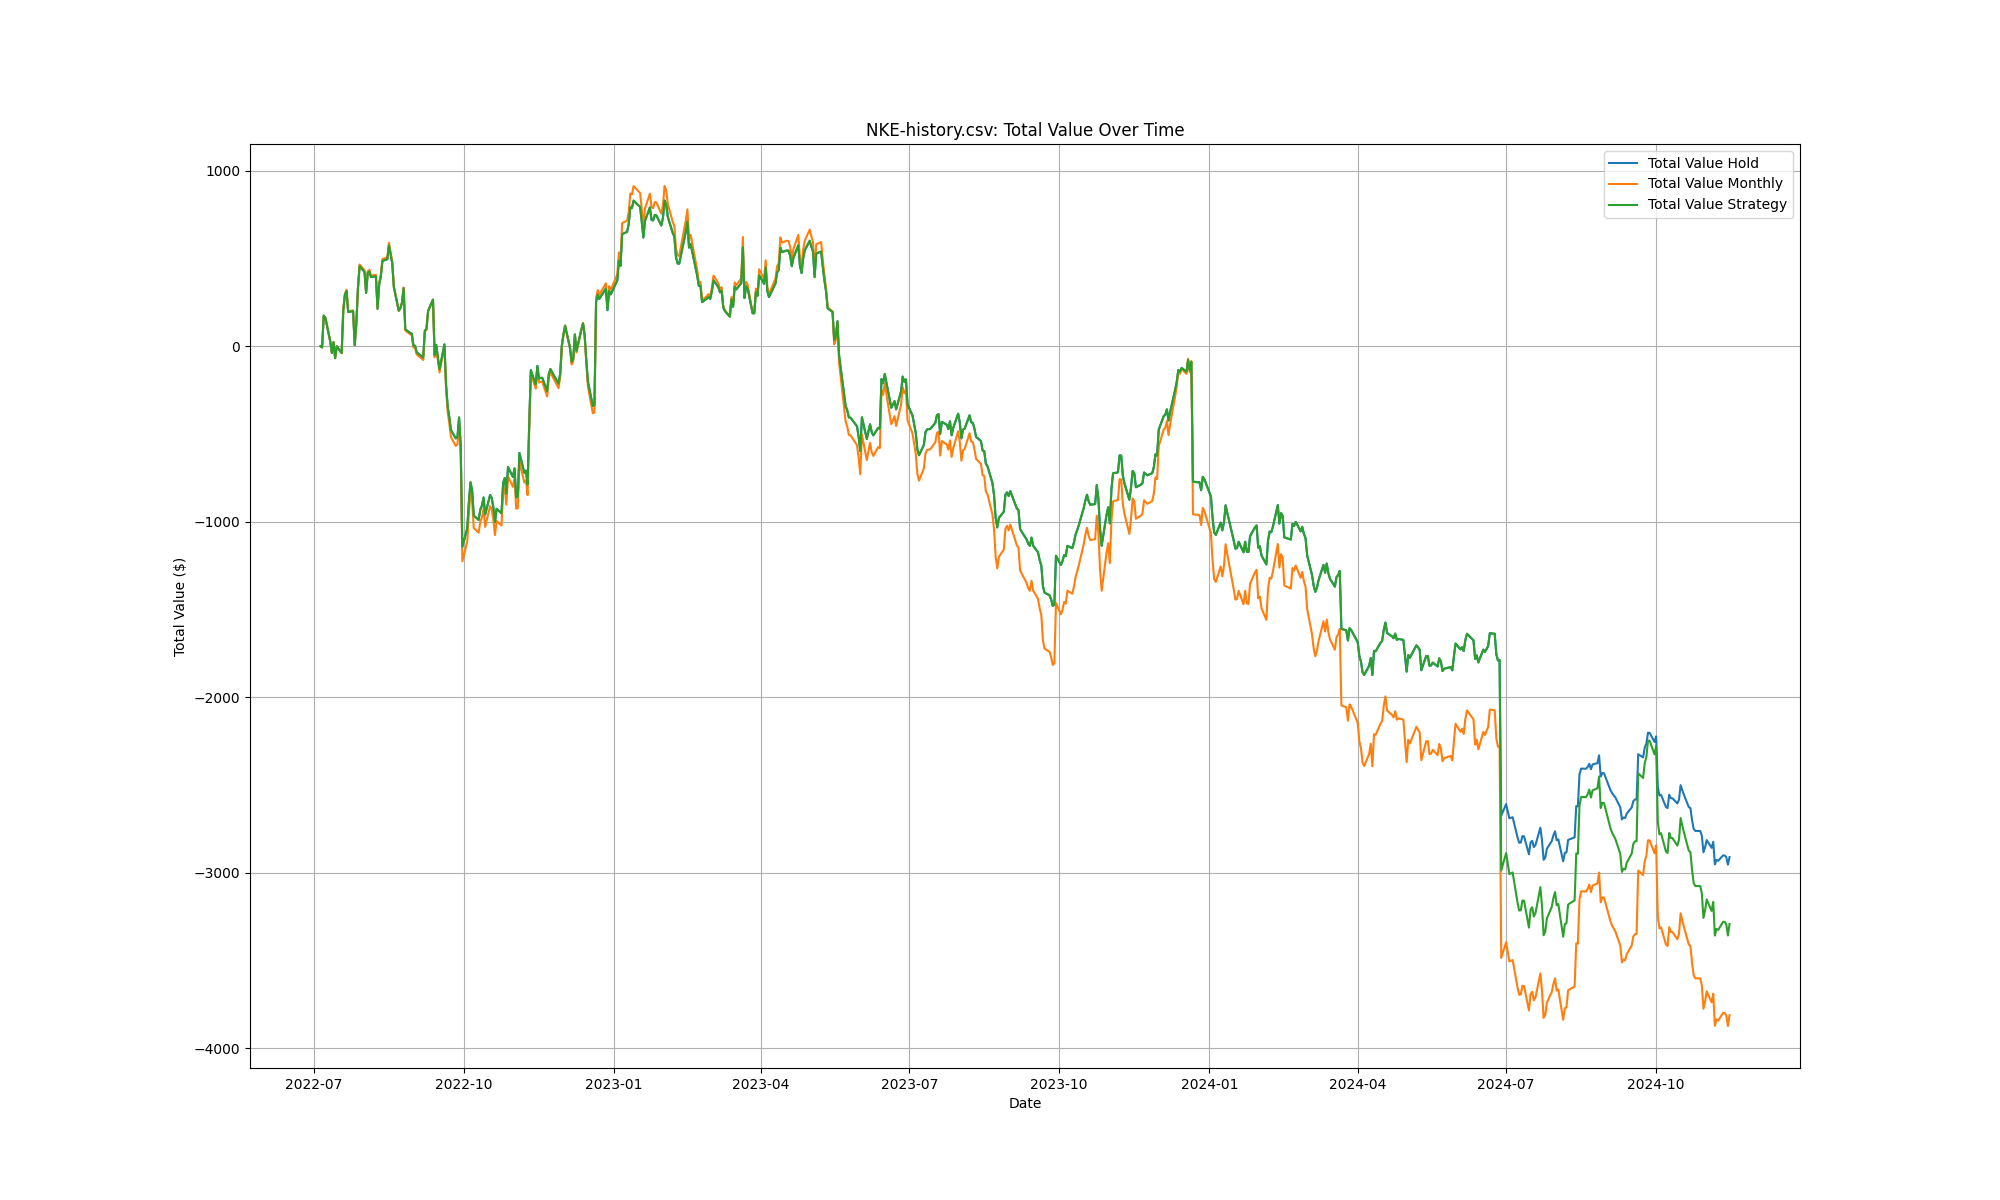 NKE-history.csv: Total Value Over Time
Total Value Hold
Total Value Monthly
Total Value Strategy
Total Value ($)
1000
0
−1000
−2000
−3000
−4000
2022-07 2022-10 2023-01 2023-04 2023-07 2023-10 2024-01 2024-04 2024-07 2024-10
Date